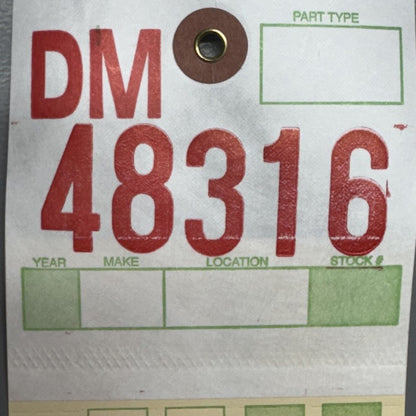 PART TYPE
DM
48316
YEAR MAKE LOCATION STOCK #